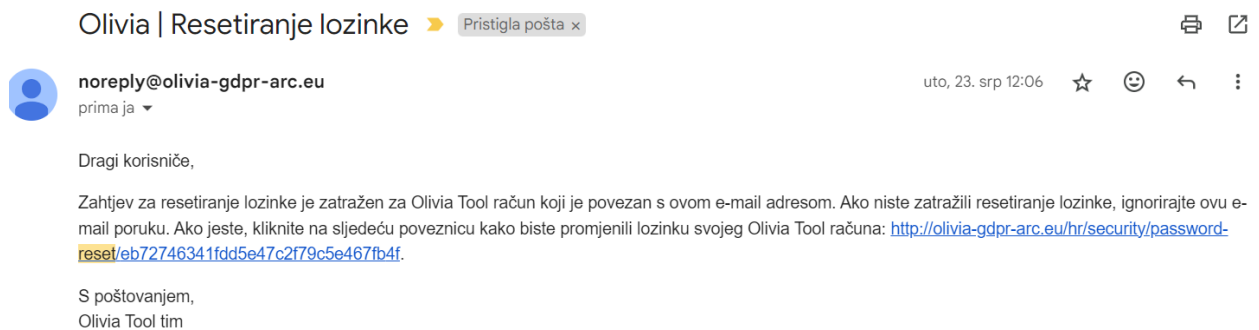 Olivia | Resetiranje lozinke Pristigla pošta ×
noreply@olivia-gdpr-arc.eu uto, 23. srp 12:06
prima ja
Dragi korisniče,
Zahtjev za resetiranje lozinke je zatražen za Olivia Tool račun koji je povezan s ovom e-mail adresom. Ako niste zatražili resetiranje lozinke, ignorirajte ovu e-
mail poruku. Ako jeste, kliknite na sljedeću poveznicu kako biste promjenili lozinku svojeg Olivia Tool računa: http://olivia-gdpr-arc.eu/hr/security/password-
reset/eb72746341fdd5e47c2f79c5e467fb4f.
S poštovanjem,
Olivia Tool tim